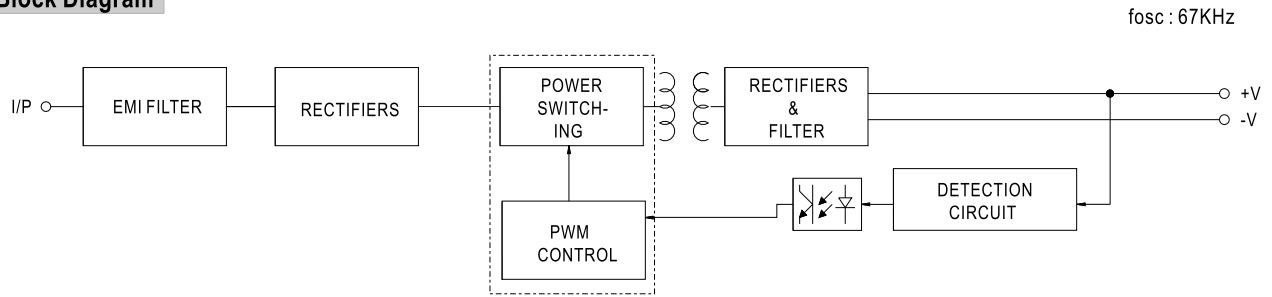 Block Diagram
fosc : 67KHz
I/P
EMI FILTER
RECTIFIERS
POWER
SWITCH-
ING
RECTIFIERS
&
FILTER
+V
-V
DETECTION
CIRCUIT
PWM
CONTROL